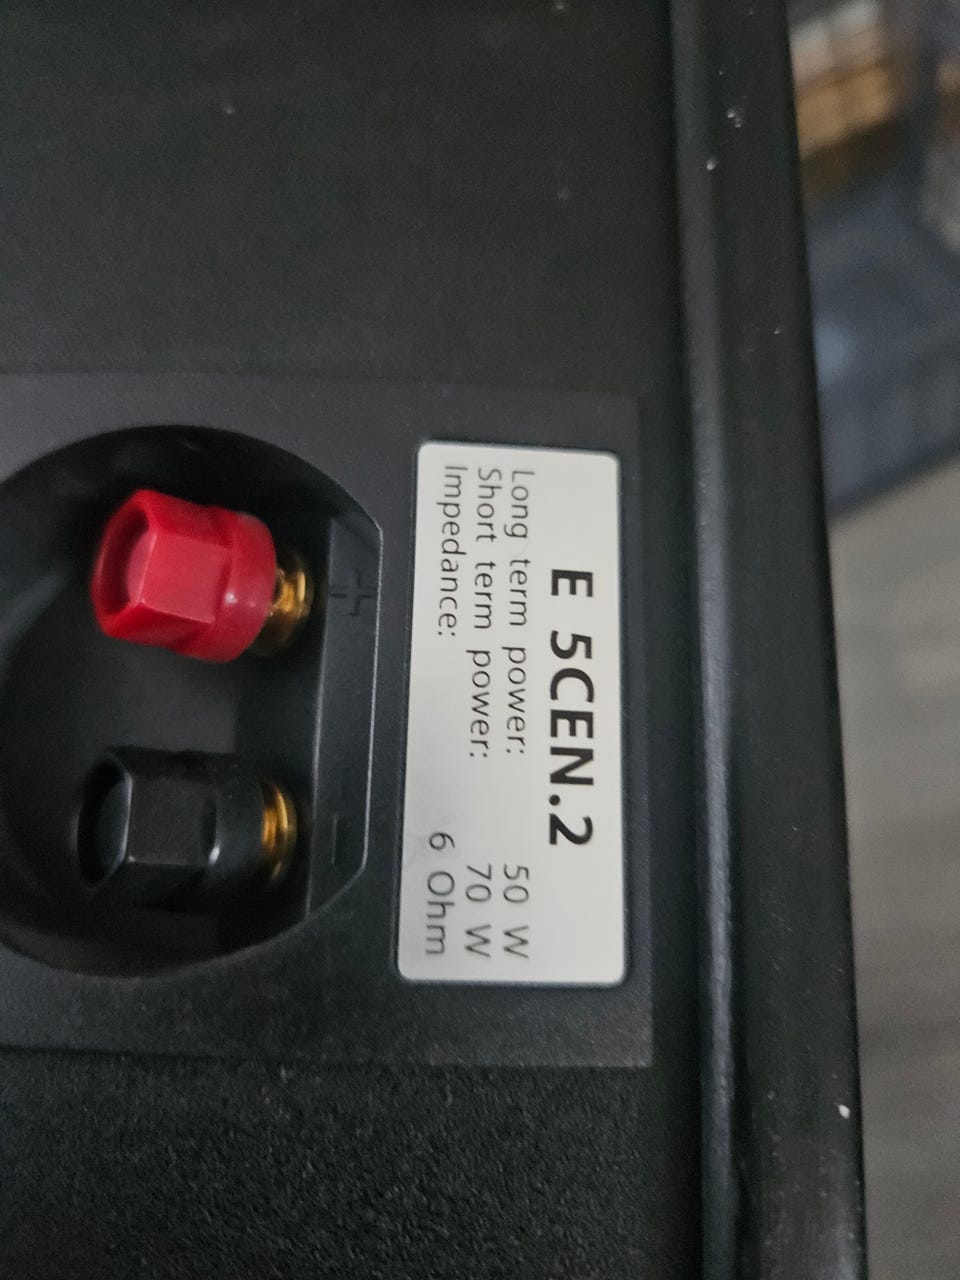 E 5CEN.2
Long term power: 50 W
Short term power: 70 W
Impedance: 6 Ohm
+
-